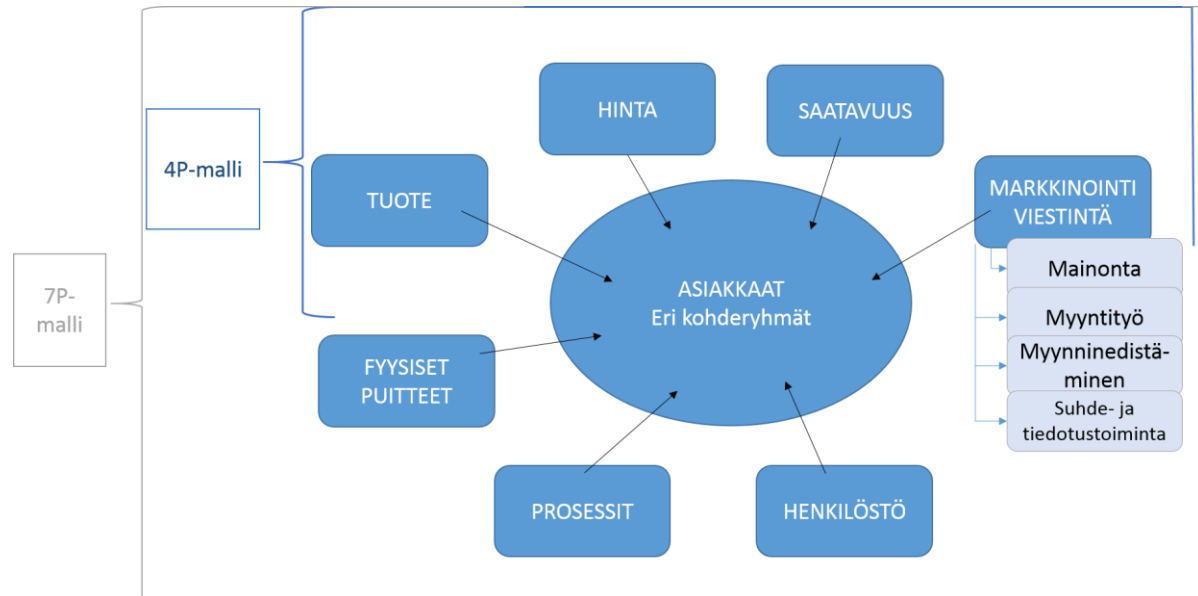 7P-
malli
4P-malli
TUOTE
HINTA
SAATAVUUS
MARKKINOINTI
VIESTINTÄ
Mainonta
Myyntityö
Myynninedistä-
minen
Suhde- ja
tiedotustoiminta
ASIAKKAAT
Eri kohderyhmät
FYYSISET
PUITTEET
PROSESSIT
HENKILÖSTÖ